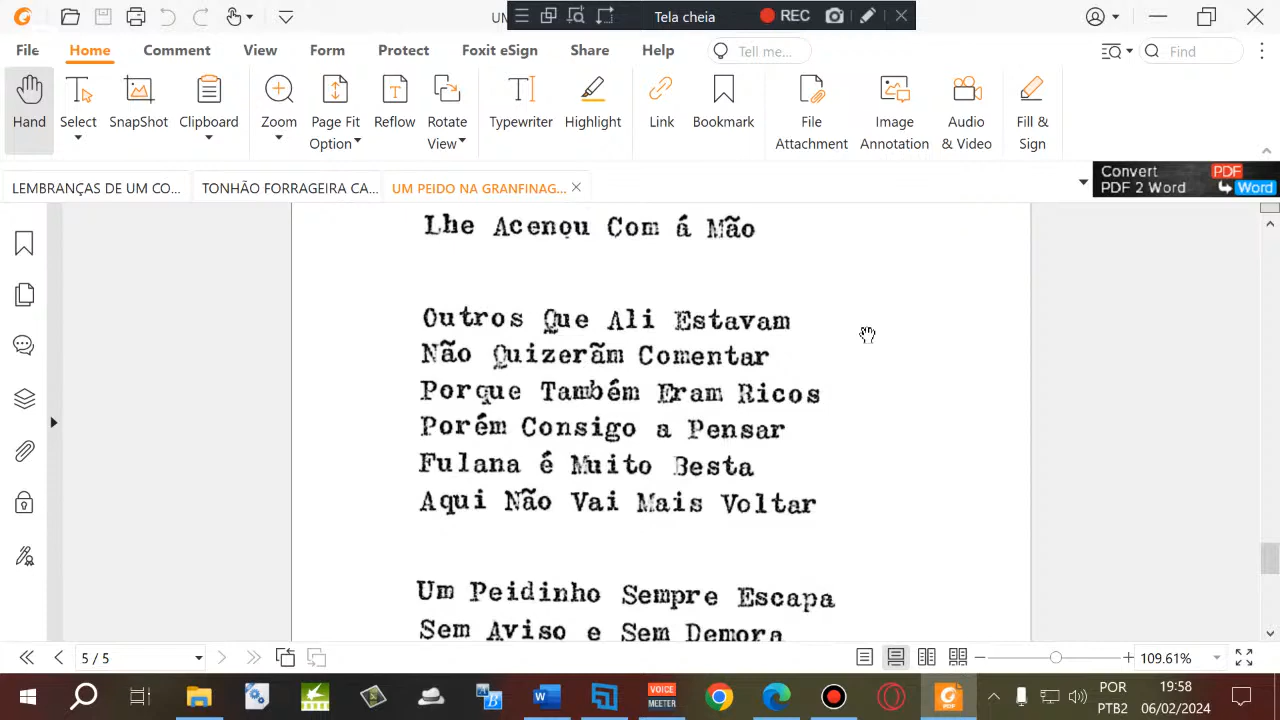 UN
Tela cheia
REC
File
Home
Comment
View
Form
Protect
Foxit eSign
Share
Help
Tell me...
Find
Hand
Select
SnapShot
Clipboard
Zoom
Page Fit
Option
Reflow
Rotate
View
Typewriter
Highlight
Link
Bookmark
File
Attachment
Image
Annotation
Audio
& Video
Fill &
Sign
LEMBRANÇAS DE UM CO...
TONHÃO FORRAGEIRA CA...
UM PEIDO NA GRANFINAG...
Convert PDF
PDF 2 Word Word
Lhe Acenou Com á Mão
Outros Que Ali Estavam
Não Quizerãm Comentar
Porque Também Eram Ricos
Porém Consigo a Pensar
Fulana é Muito Besta
Aqui Não Vai Mais Voltar
Um Peidinho Sempre Escapa
Sem Aviso e Sem Demora
5 / 5
109.61%
VOICE
MEETER
POR
PTB2
19:58
06/02/2024